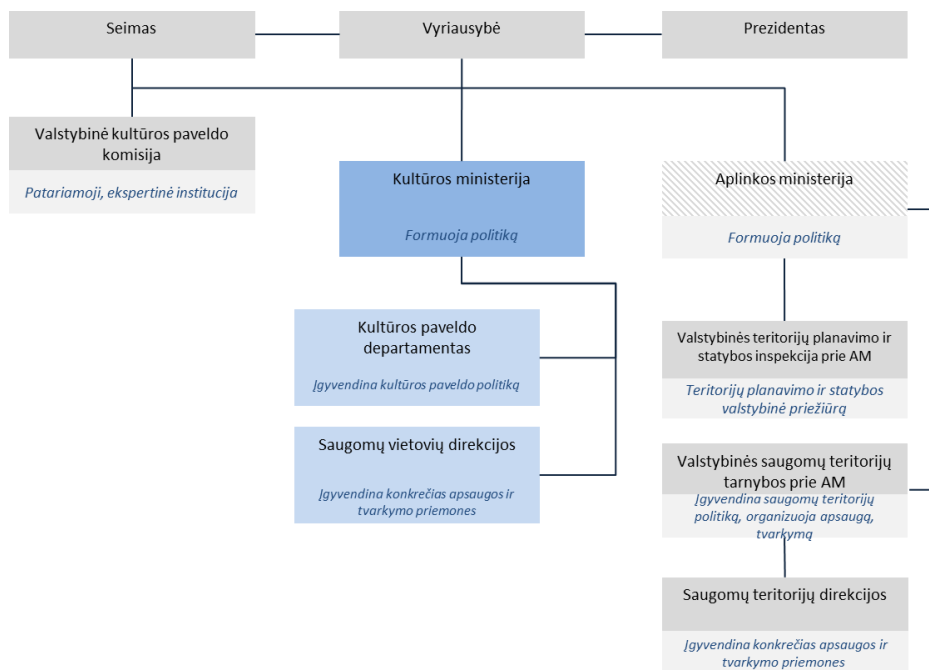 Seimas
Vyriausybė
Prezidentas
Valstybinė kultūros paveldo
komisija
Patariamoji, ekspertinė institucija
Kultūros ministerija
Formuoja politiką
Aplinkos ministerija
Formuoja politiką
Kultūros paveldo
departamentas
Įgyvendina kultūros paveldo politiką
Valstybinės teritorijų planavimo ir
statybos inspekcija prie AM
Teritorijų planavimo ir statybos
valstybinė priežiūrą
Saugomų vietovių direkcijos
Įgyvendina konkrečias apsaugos ir
tvarkymo priemones
Valstybinės saugomų teritorijų
tarnybos prie AM
Įgyvendina saugomų teritorijų
politiką, organizuoja apsaugą,
tvarkymą
Saugomų teritorijų direkcijos
Įgyvendina konkrečias apsaugos ir
tvarkymo priemones